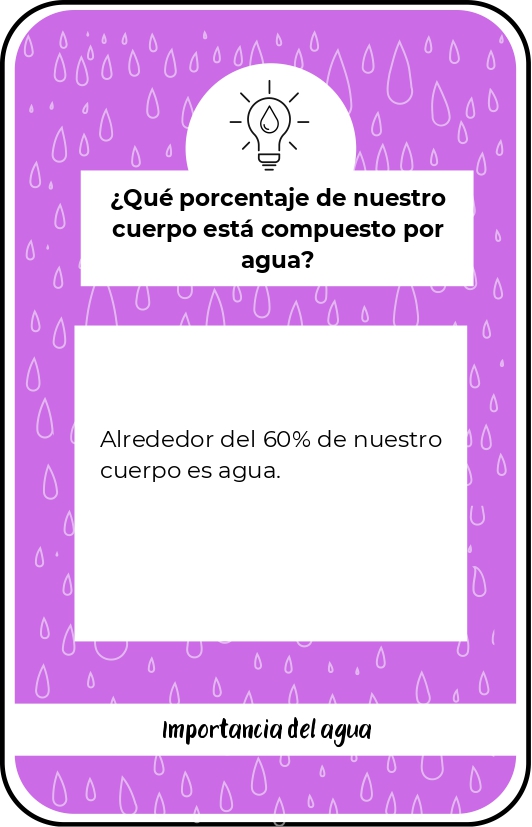 ¿Qué porcentaje de nuestro
cuerpo está compuesto por
agua?
Alrededor del 60% de nuestro
cuerpo es agua.
Importancia del agua